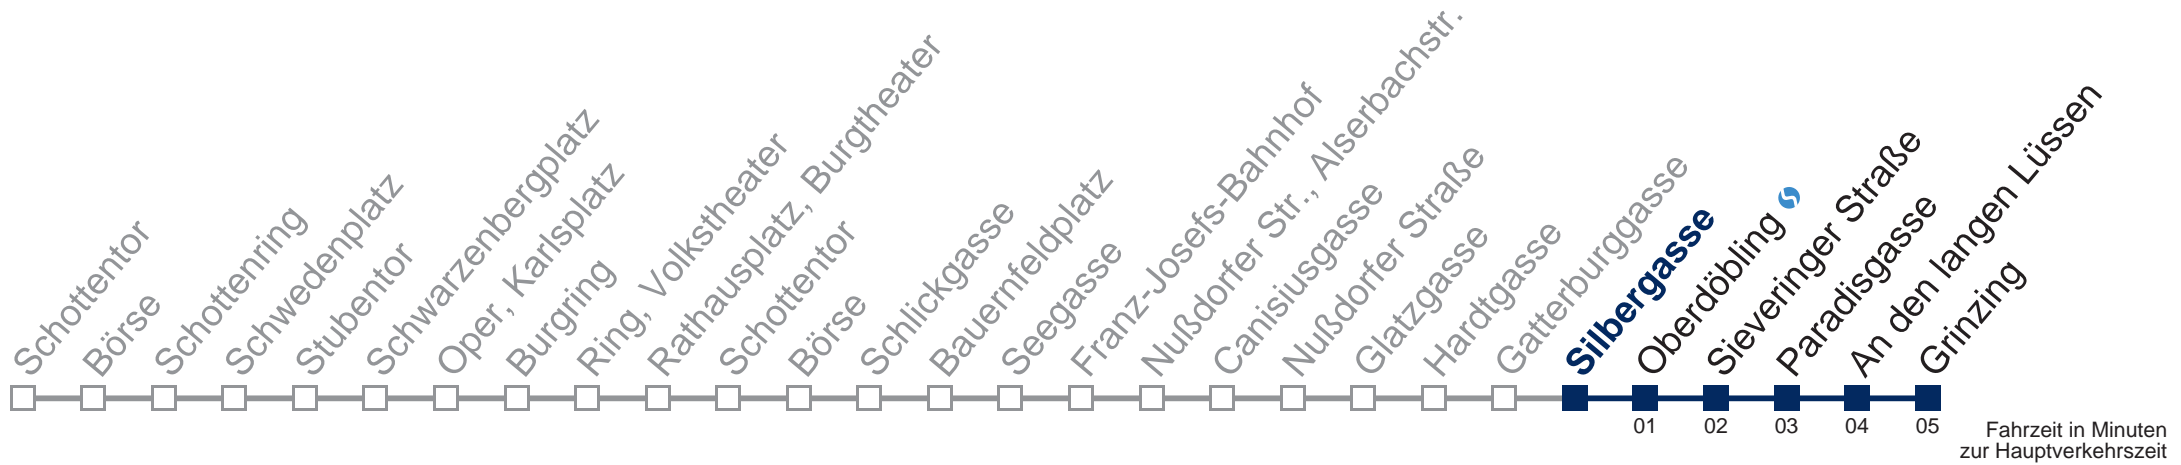 Schottentor
Börse
Schottenring
Schwedenplatz
Stubentor
Schwarzenbergplatz
Oper, Karlsplatz
Burgring
Ring, Volkstheater
Rathausplatz, Burgtheater
Schottentor
Börse
Schlickgasse
Bauernfeldplatz
Seegasse
Franz-Josefs-Bahnhof
Nußdorfer Str., Alserbachstr.
Canisiusgasse
Nußdorfer Straße
Glatzgasse
Hardtgasse
Gatterburggasse
Silbergasse
Oberdöbling
Sieveringer Straße
Paradisgasse
An den langen Lüssen
Grinzing
01 02 03 04 05
Fahrzeit in Minuten
zur Hauptverkehrszeit